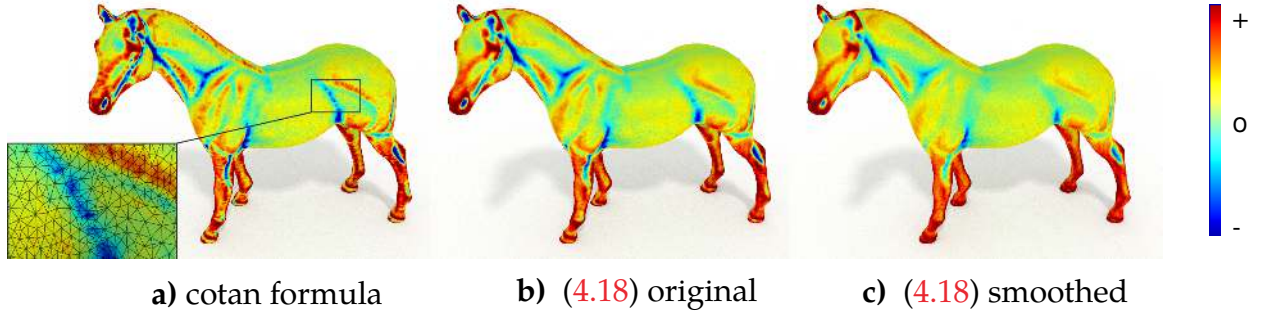 +
o
-
a) cotan formula
b) (4.18) original
c) (4.18) smoothed